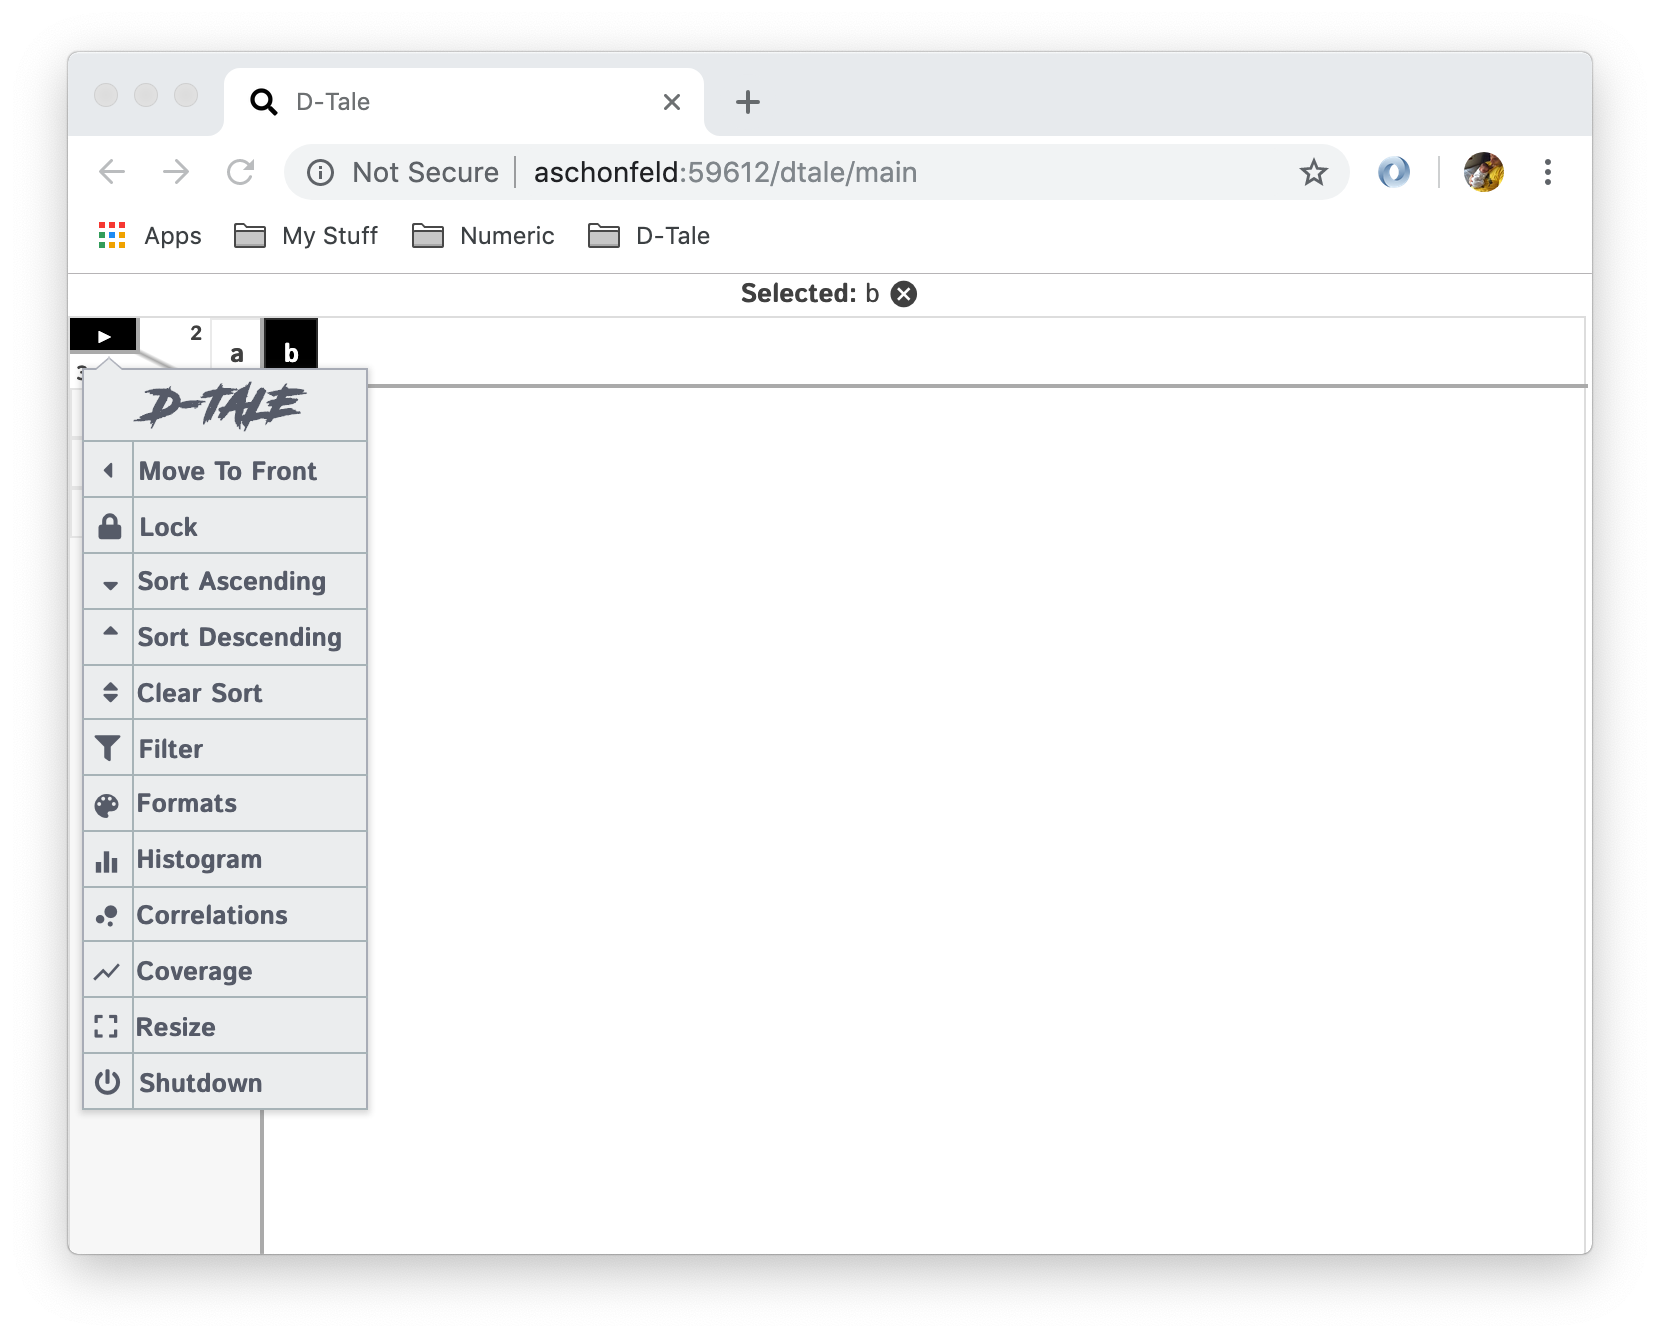 D-Tale
Not Secure | aschonfeld:59612/dtale/main
Apps My Stuff Numeric D-Tale
Selected: b
2
a b
3
D-TALE
Move To Front
Lock
Sort Ascending
Sort Descending
Clear Sort
Filter
Formats
Histogram
Correlations
Coverage
Resize
Shutdown